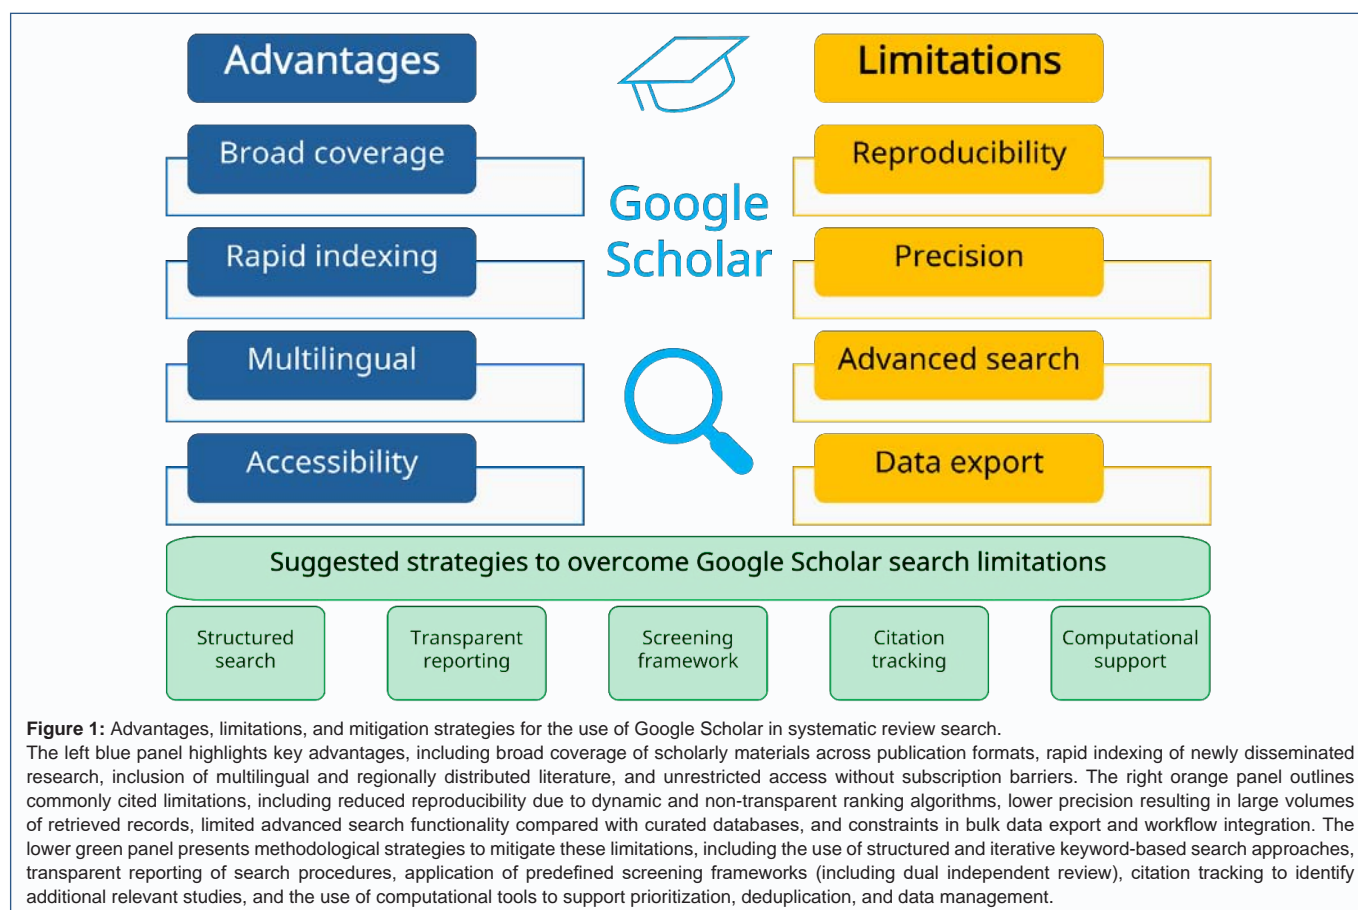 Advantages
Broad coverage
Rapid indexing
Multilingual
Accessibility
Google
Scholar
Limitations
Reproducibility
Precision
Advanced search
Data export
Suggested strategies to overcome Google Scholar search limitations
Structured
search
Transparent
reporting
Screening
framework
Citation
tracking
Computational
support
Figure 1: Advantages, limitations, and mitigation strategies for the use of Google Scholar in systematic review search.
The left blue panel highlights key advantages, including broad coverage of scholarly materials across publication formats, rapid indexing of newly disseminated
research, inclusion of multilingual and regionally distributed literature, and unrestricted access without subscription barriers. The right orange panel outlines
commonly cited limitations, including reduced reproducibility due to dynamic and non-transparent ranking algorithms, lower precision resulting in large volumes
of retrieved records, limited advanced search functionality compared with curated databases, and constraints in bulk data export and workflow integration. The
lower green panel presents methodological strategies to mitigate these limitations, including the use of structured and iterative keyword-based search approaches,
transparent reporting of search procedures, application of predefined screening frameworks (including dual independent review), citation tracking to identify
additional relevant studies, and the use of computational tools to support prioritization, deduplication, and data management.